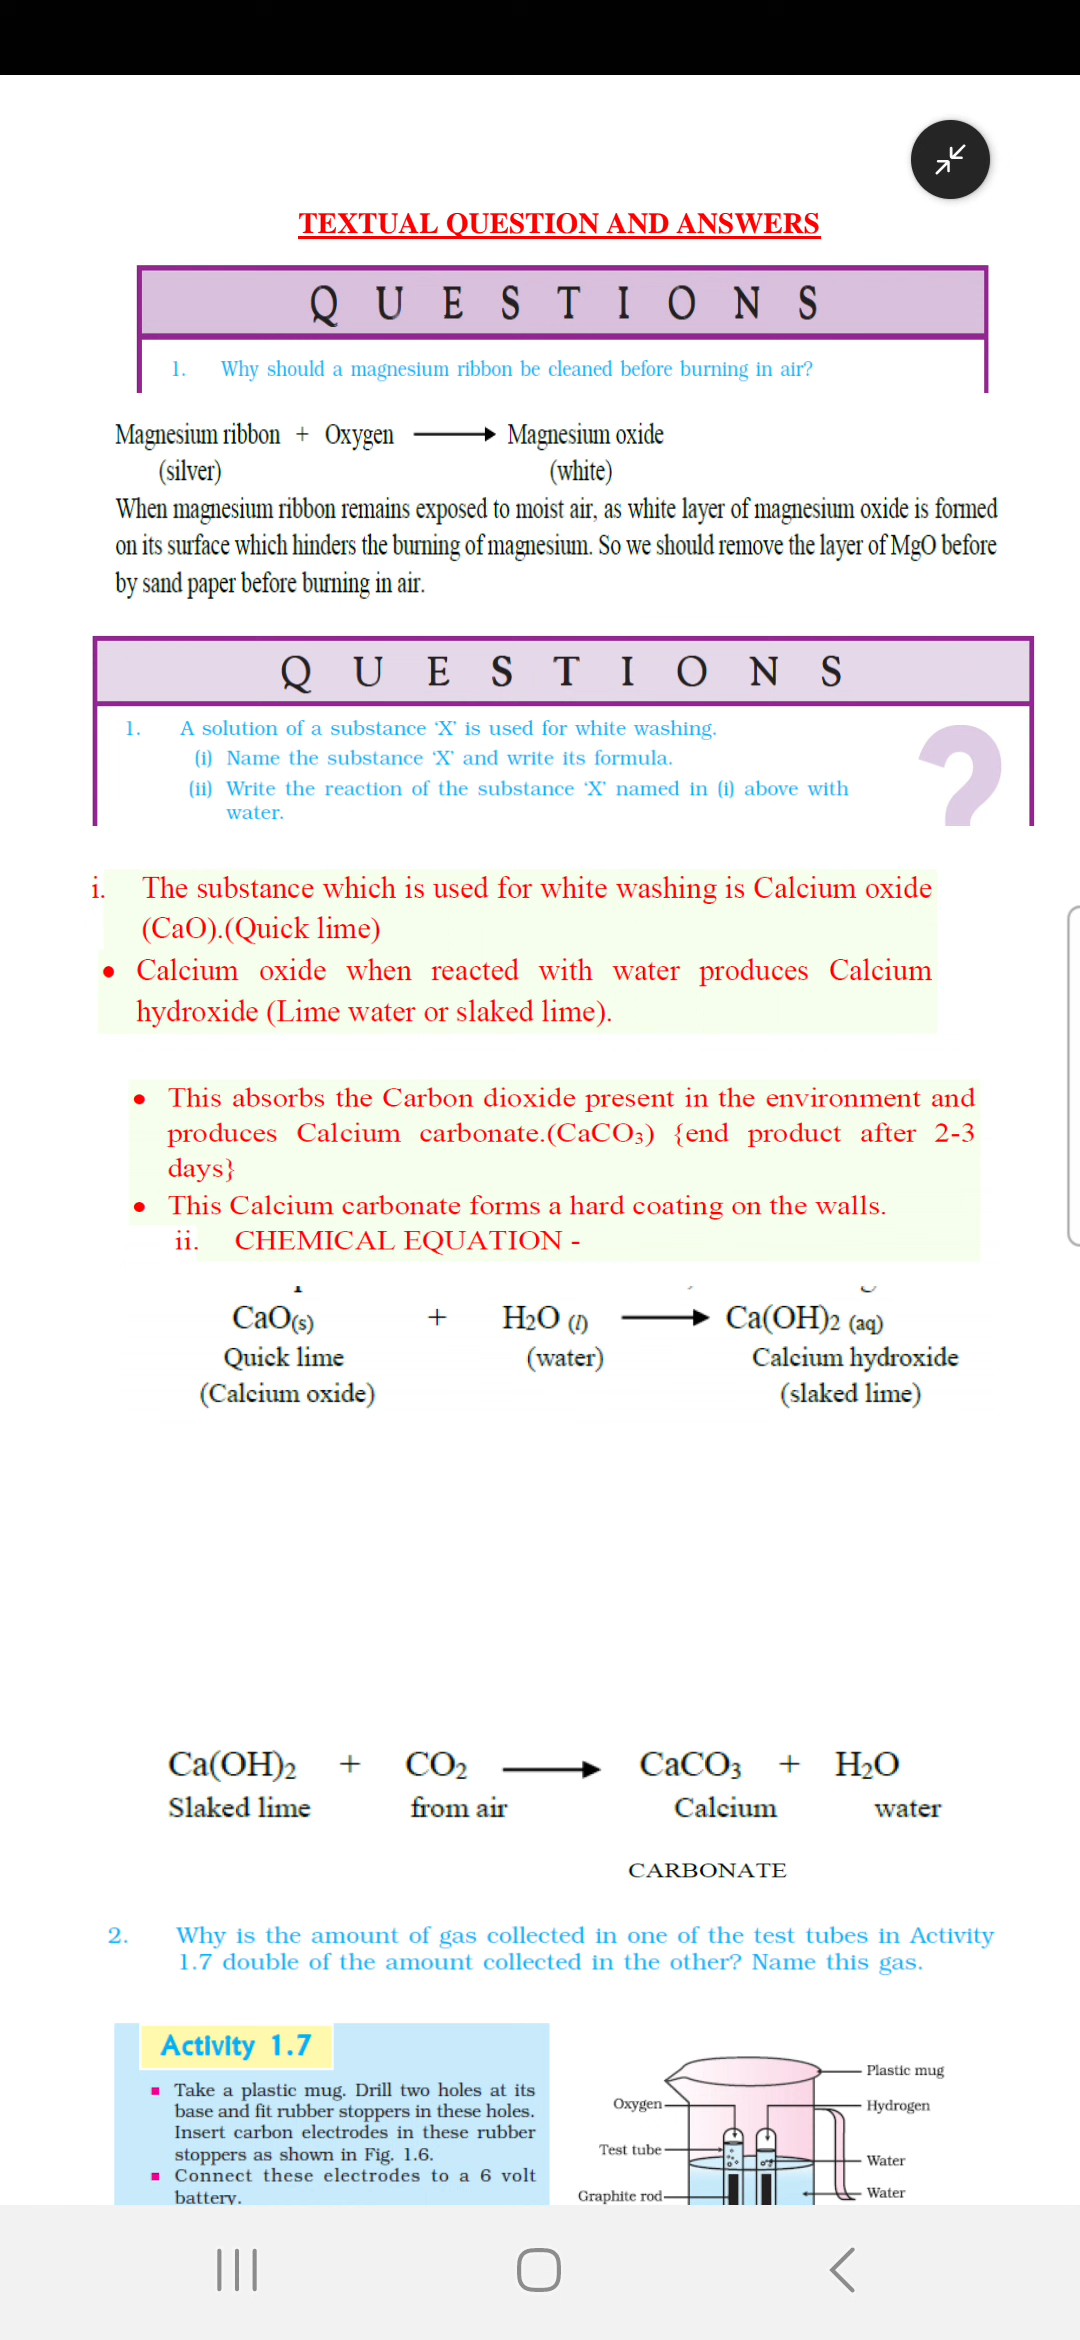 TEXTUAL QUESTION AND ANSWERS
QUESTIONS
1. Why should a magnesium ribbon be cleaned before burning in air?
Magnesium ribbon + Oxygen ⟶ Magnesium oxide
(silver) (white)
When magnesium ribbon remains exposed to moist air, as white layer of magnesium oxide is formed
on its surface which hinders the burning of magnesium. So we should remove the layer of MgO before
by sand paper before burning in air.
QUESTIONS
1. A solution of a substance ‘X’ is used for white washing.
(i) Name the substance ‘X’ and write its formula.
(ii) Write the reaction of the substance ‘X’ named in (i) above with
water.
?
i. The substance which is used for white washing is Calcium oxide
(CaO).(Quick lime)
• Calcium oxide when reacted with water produces Calcium
hydroxide (Lime water or slaked lime).
• This absorbs the Carbon dioxide present in the environment and
produces Calcium carbonate.(CaCO₃) {end product after 2-3
days}
• This Calcium carbonate forms a hard coating on the walls.
ii. CHEMICAL EQUATION -
CaO(s) + H₂O (l) ⟶ Ca(OH)₂ (aq)
Quick lime (water) Calcium hydroxide
(Calcium oxide) (slaked lime)
Ca(OH)₂ + CO₂ ⟶ CaCO₃ + H₂O
Slaked lime from air Calcium water
CARBONATE
2. Why is the amount of gas collected in one of the test tubes in Activity
1.7 double of the amount collected in the other? Name this gas.
Activity 1.7
▪ Take a plastic mug. Drill two holes at its
base and fit rubber stoppers in these holes.
Insert carbon electrodes in these rubber
stoppers as shown in Fig. 1.6.
▪ Connect these electrodes to a 6 volt
battery.
Plastic mug
Oxygen
Hydrogen
Test tube
Water
Graphite rod
Water